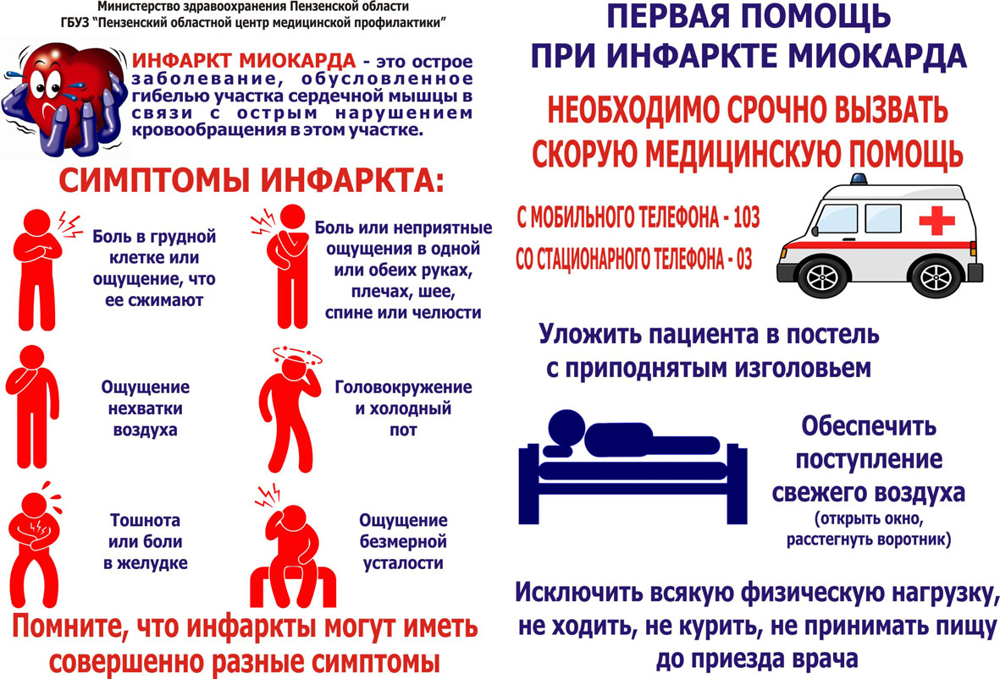 Министерство здравоохранения Пензенской области
ГБУЗ “Пензенский областной центр медицинской профилактики”
ИНФАРКТ МИОКАРДА - это острое
заболевание, обусловленное
гибелью участка сердечной мышцы в
связи с острым нарушением
кровообращения в этом участке.
СИМПТОМЫ ИНФАРКТА:
Боль в грудной
клетке или
ощущение, что
ее сжимают
Боль или неприятные
ощущения в одной
или обеих руках,
плечах, шее,
спине или челюсти
Ощущение
нехватки
воздуха
Головокружение
и холодный
пот
Тошнота
или боли
в желудке
Ощущение
безмерной
усталости
Помните, что инфаркты могут иметь
совершенно разные симптомы
ПЕРВАЯ ПОМОЩЬ
ПРИ ИНФАРКТЕ МИОКАРДА
НЕОБХОДИМО СРОЧНО ВЫЗВАТЬ
СКОРУЮ МЕДИЦИНСКУЮ ПОМОЩЬ
С МОБИЛЬНОГО ТЕЛЕФОНА - 103
СО СТАЦИОНАРНОГО ТЕЛЕФОНА - 03
Уложить пациента в постель
с приподнятым изголовьем
Обеспечить
поступление
свежего воздуха
(открыть окно,
расстегнуть воротник)
Исключить всякую физическую нагрузку,
не ходить, не курить, не принимать пищу
до приезда врача